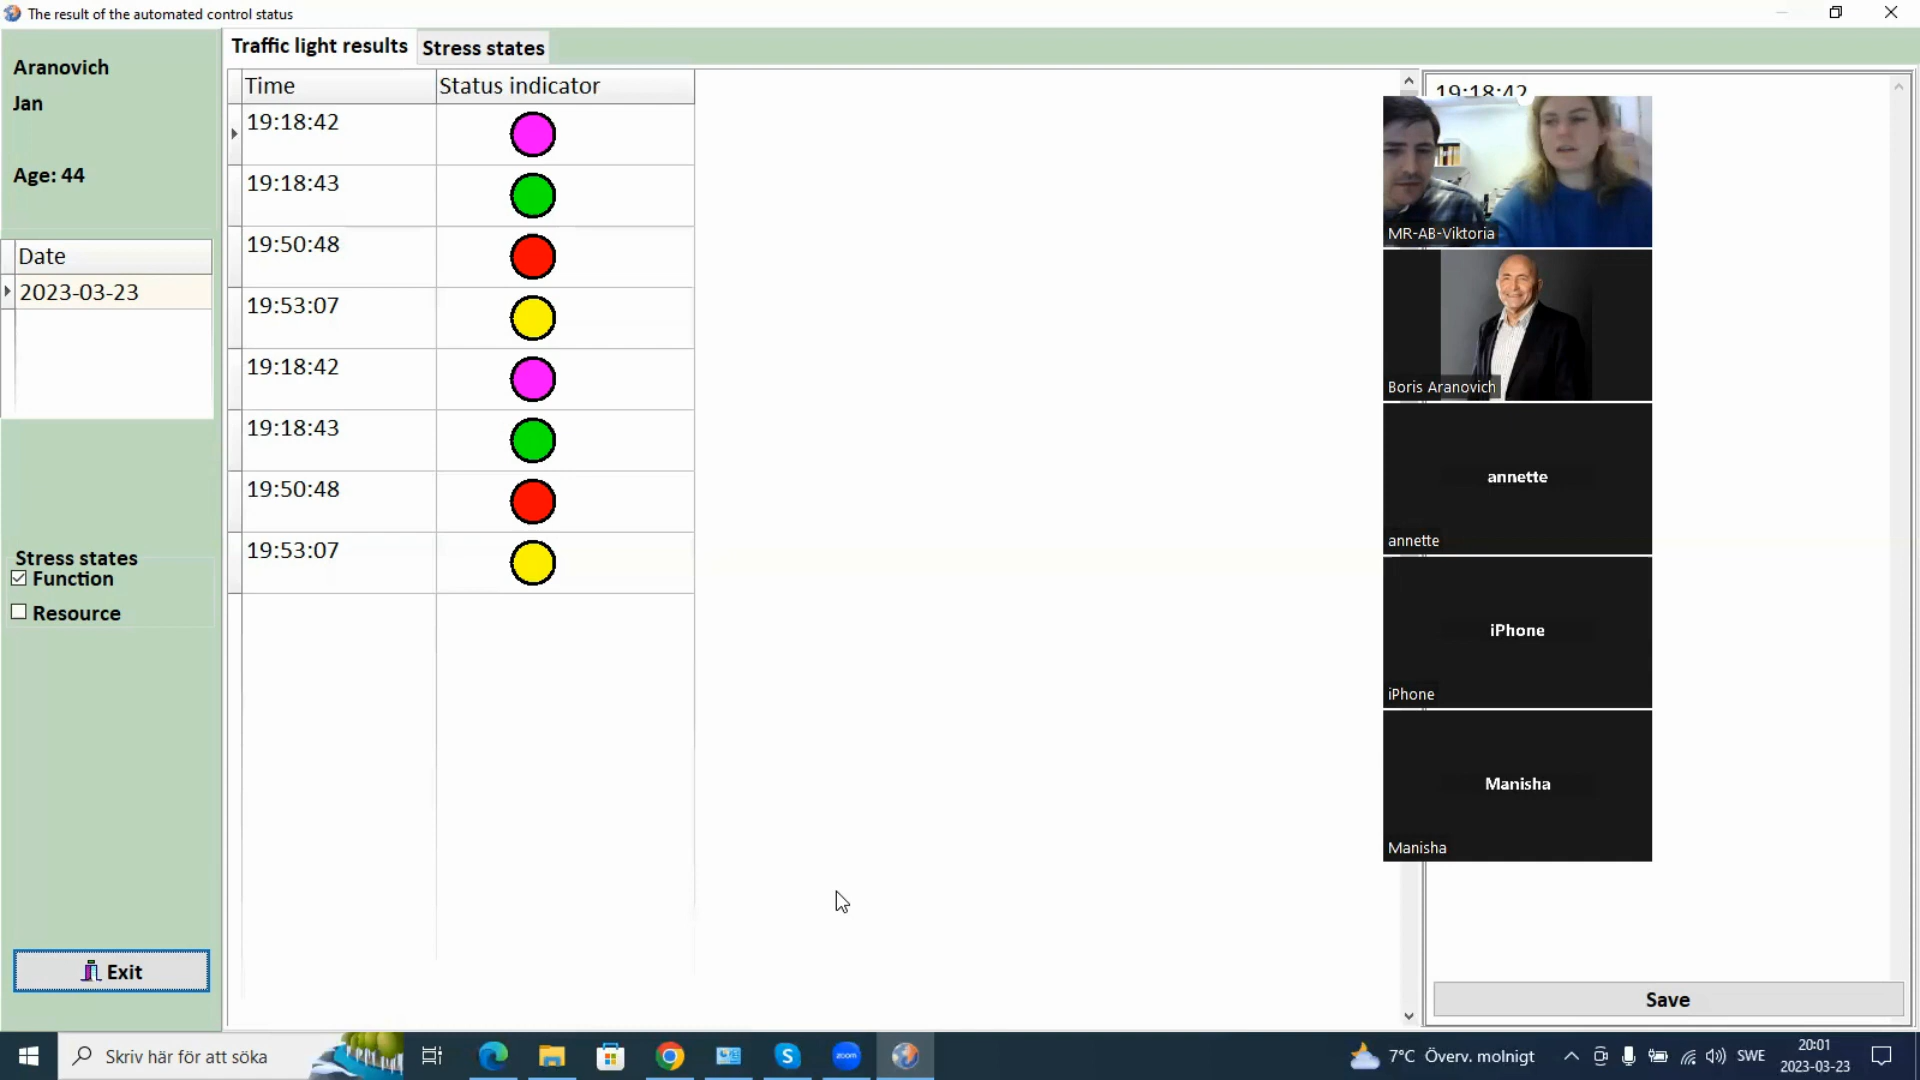 The result of the automated control status
Aranovich
Jan
Age: 44
Date
2023-03-23
Stress states
Function
Resource
Exit
Traffic light results
Stress states
Time
Status indicator
19:18:42
19:18:43
19:50:48
19:53:07
19:18:42
19:18:43
19:50:48
19:53:07
19:18:42
MR-AB-Viktoria
Boris Aranovich
annette
annette
iPhone
iPhone
Manisha
Manisha
Save
Skriv här för att söka
zoom
7°C Överv. molnigt
SWE
20:01
2023-03-23